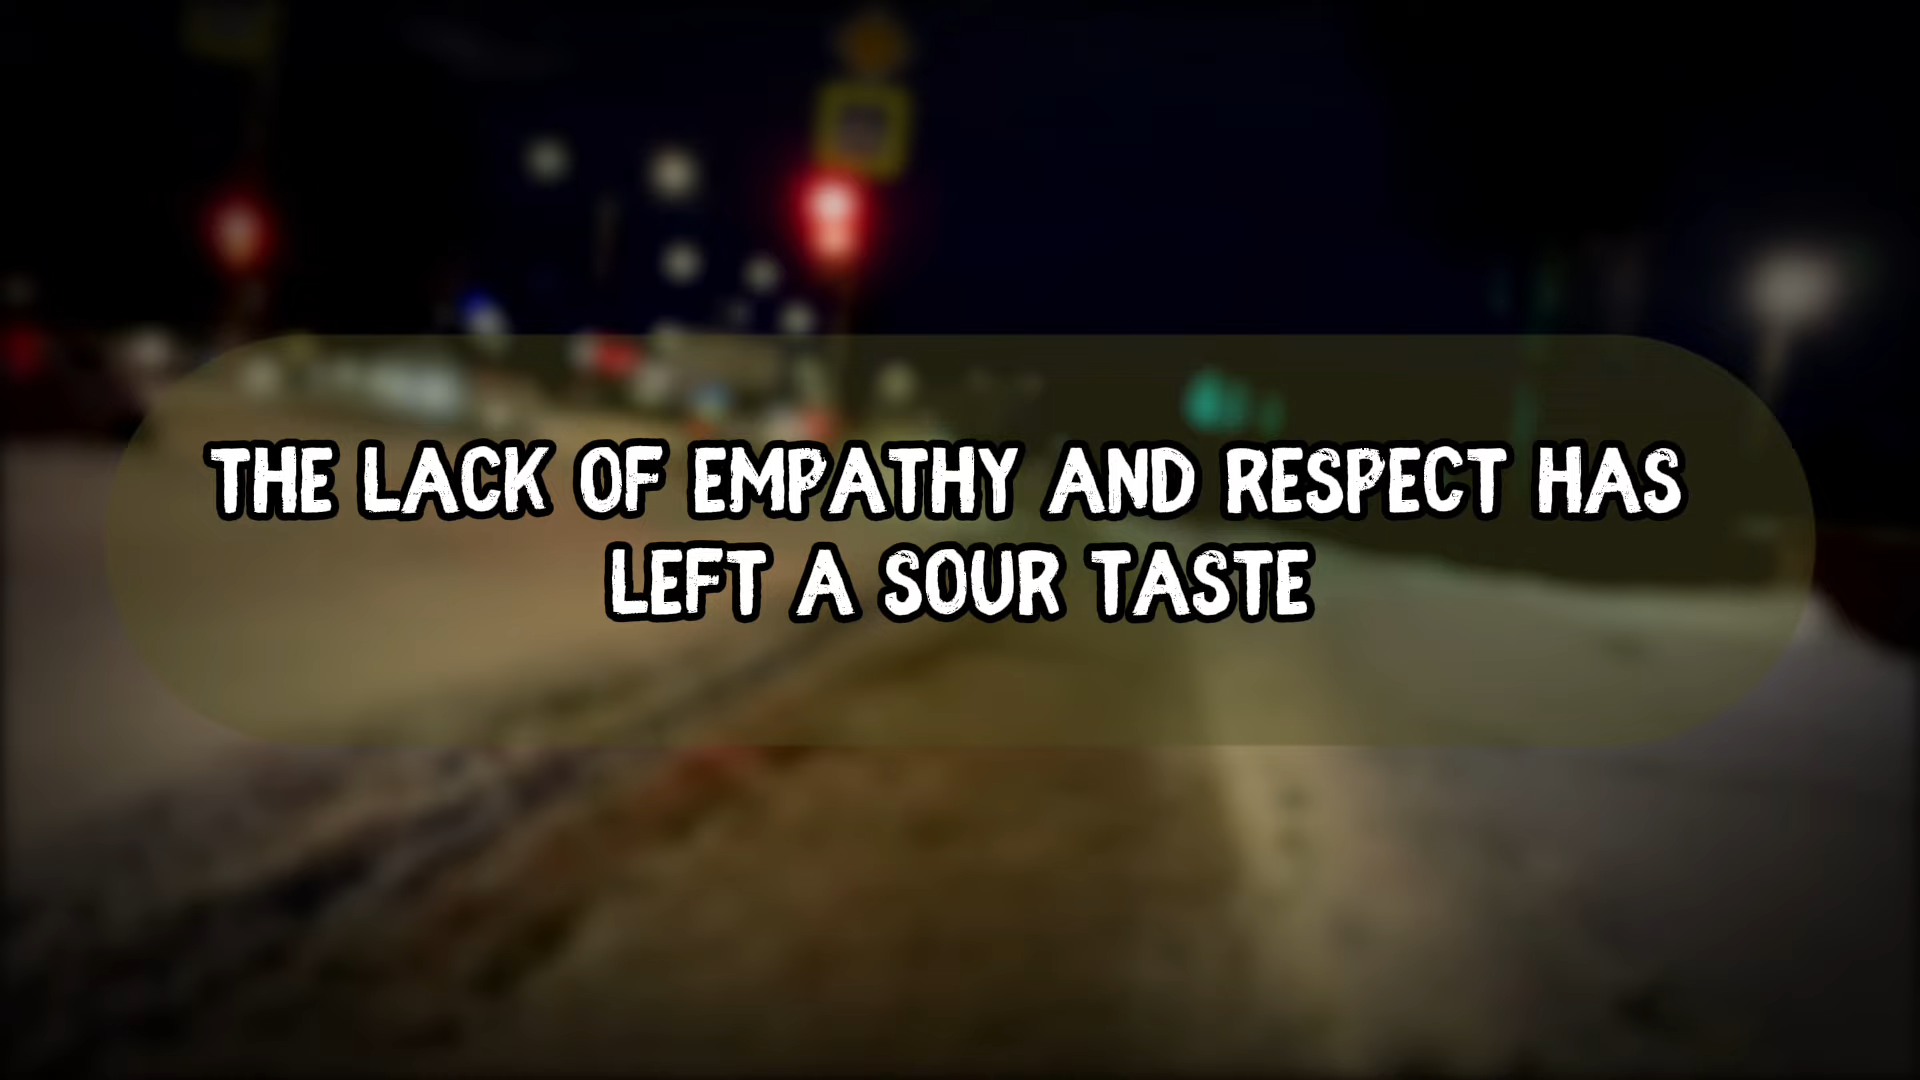 THE LACK OF EMPATHY AND RESPECT HAS
LEFT A SOUR TASTE